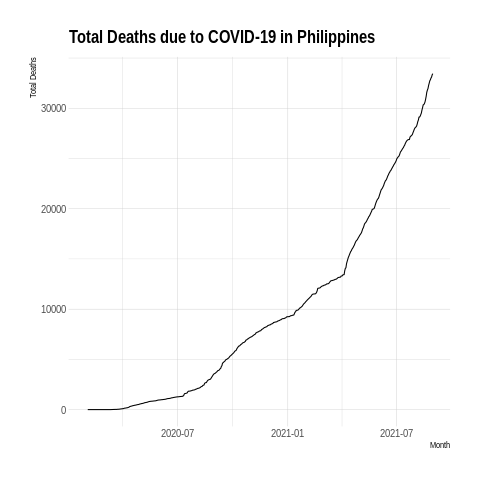 Total Deaths due to COVID-19 in Philippines
Total Deaths
30000
20000
10000
0
2020-07 2021-01 2021-07
Month